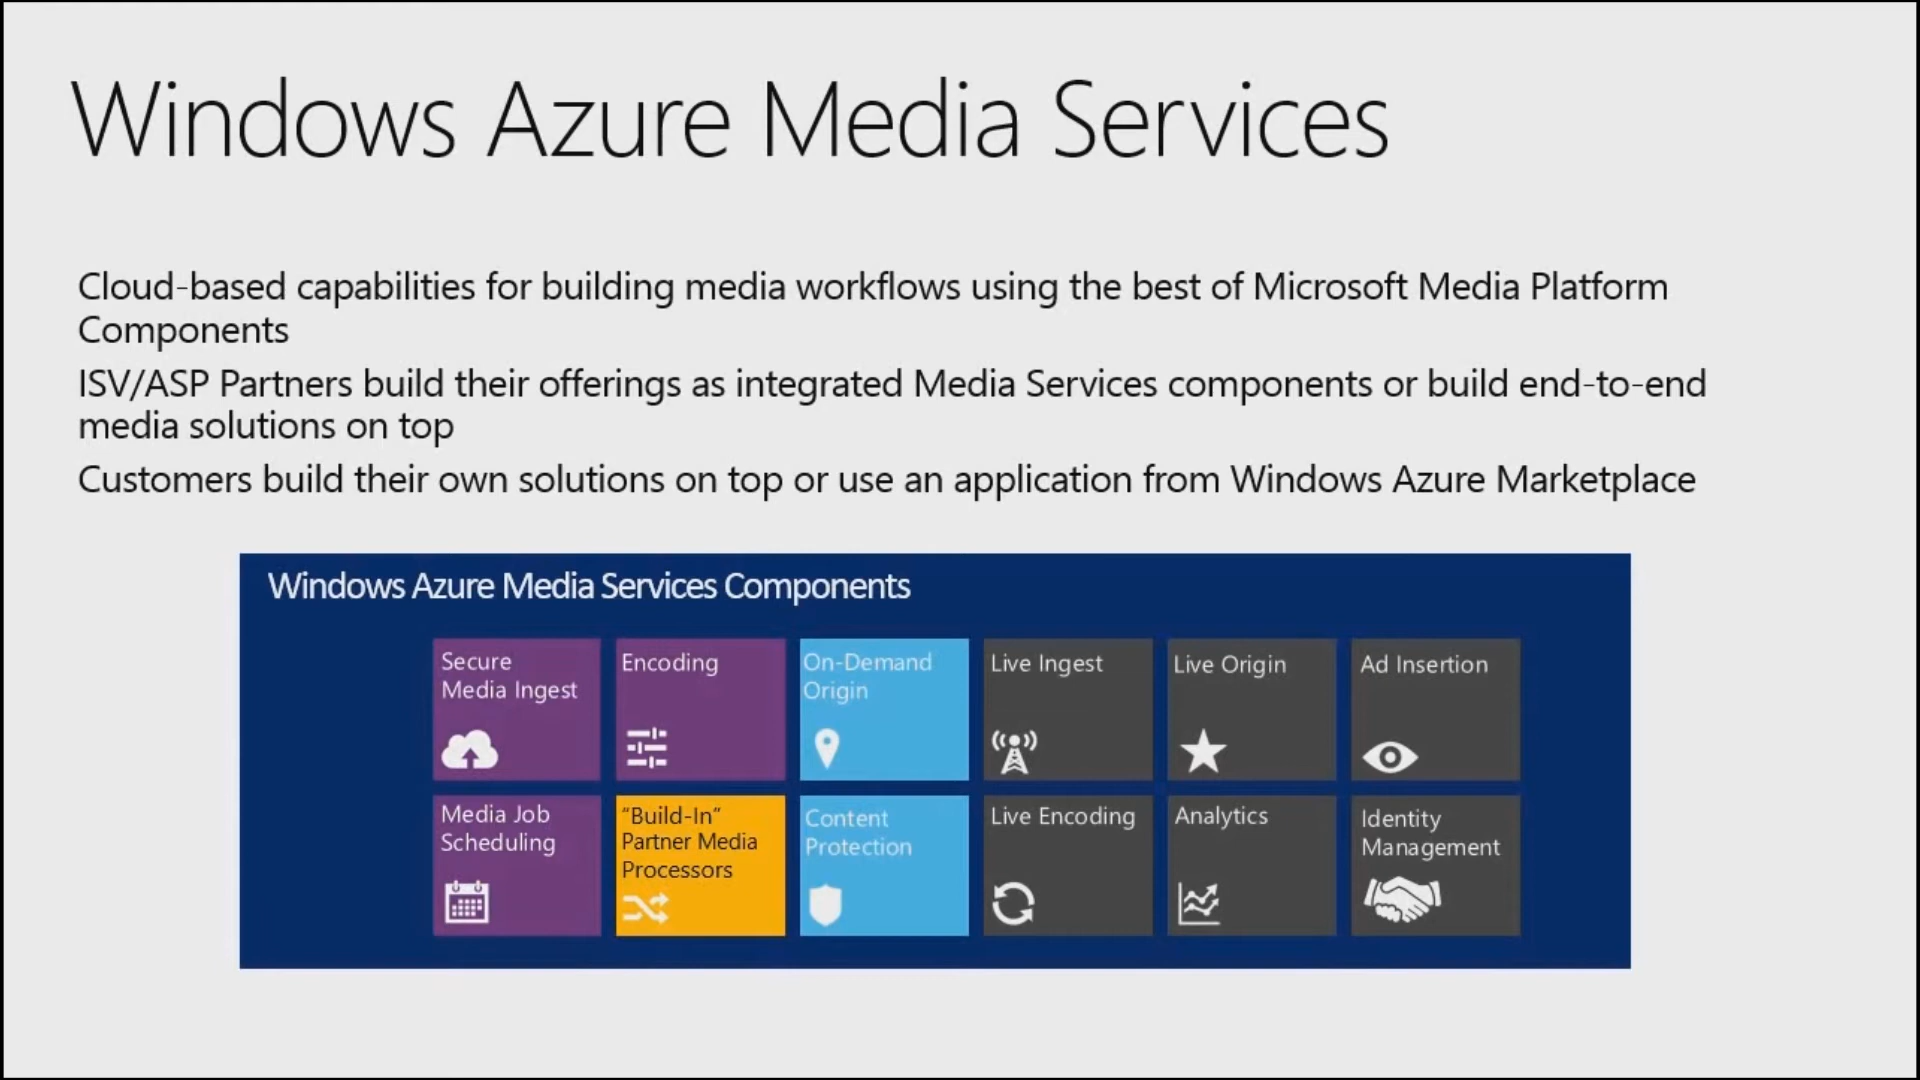 Windows Azure Media Services
Cloud-based capabilities for building media workflows using the best of Microsoft Media Platform
Components
ISV/ASP Partners build their offerings as integrated Media Services components or build end-to-end
media solutions on top
Customers build their own solutions on top or use an application from Windows Azure Marketplace
Windows Azure Media Services Components
Secure
Media Ingest
Encoding
On-Demand
Origin
Live Ingest
Live Origin
Ad Insertion
Media Job
Scheduling
“Build-In”
Partner Media
Processors
Content
Protection
Live Encoding
Analytics
Identity
Management